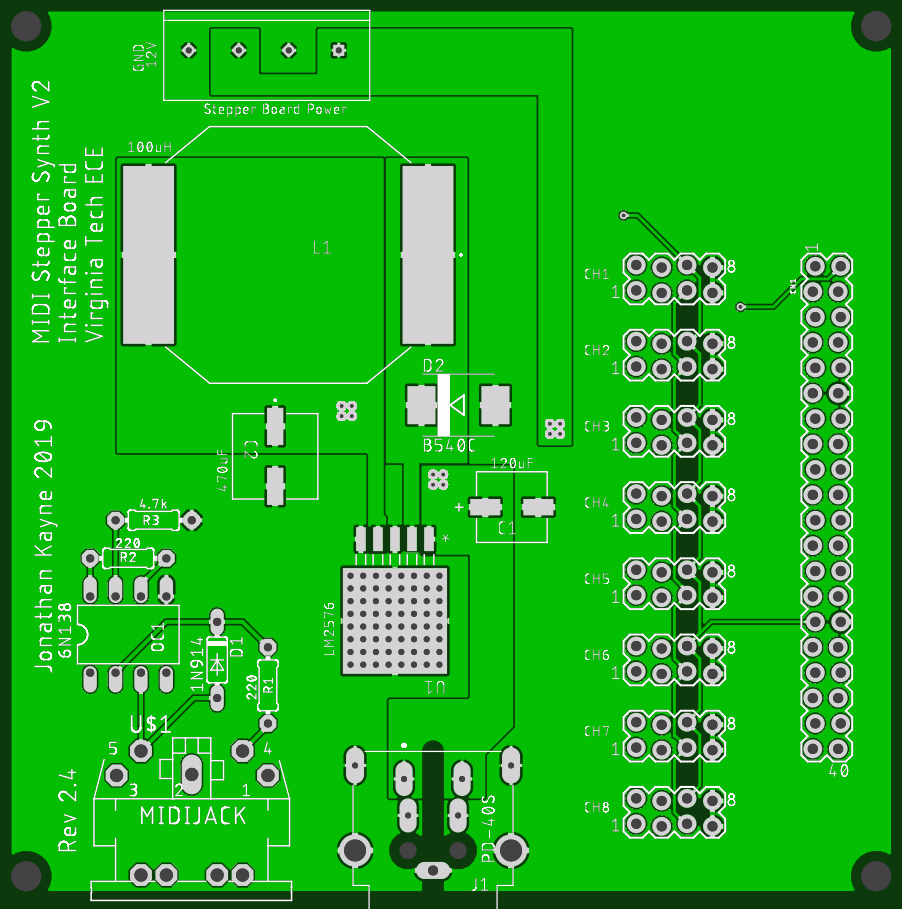 GND
12V
Stepper Board Power
MIDI Stepper Synth V2
Interface Board
Virginia Tech ECE
100uH
L1
1
CH1
8
1
CH2
8
1
D2
B540C
CH3
8
1
C2
470uF
120uF
+
C1
CH4
8
1
Jonathan Kayne 2019
4.7k
R3
220
R2
*
CH5
8
1
6N138
OC1
1N914
D1
LM2576
U1
220
R1
CH6
8
1
U$1
5
4
3
2
1
CH7
8
1
40
Rev 2.4
MIDIJACK
PD-40S
J1
CH8
8
1